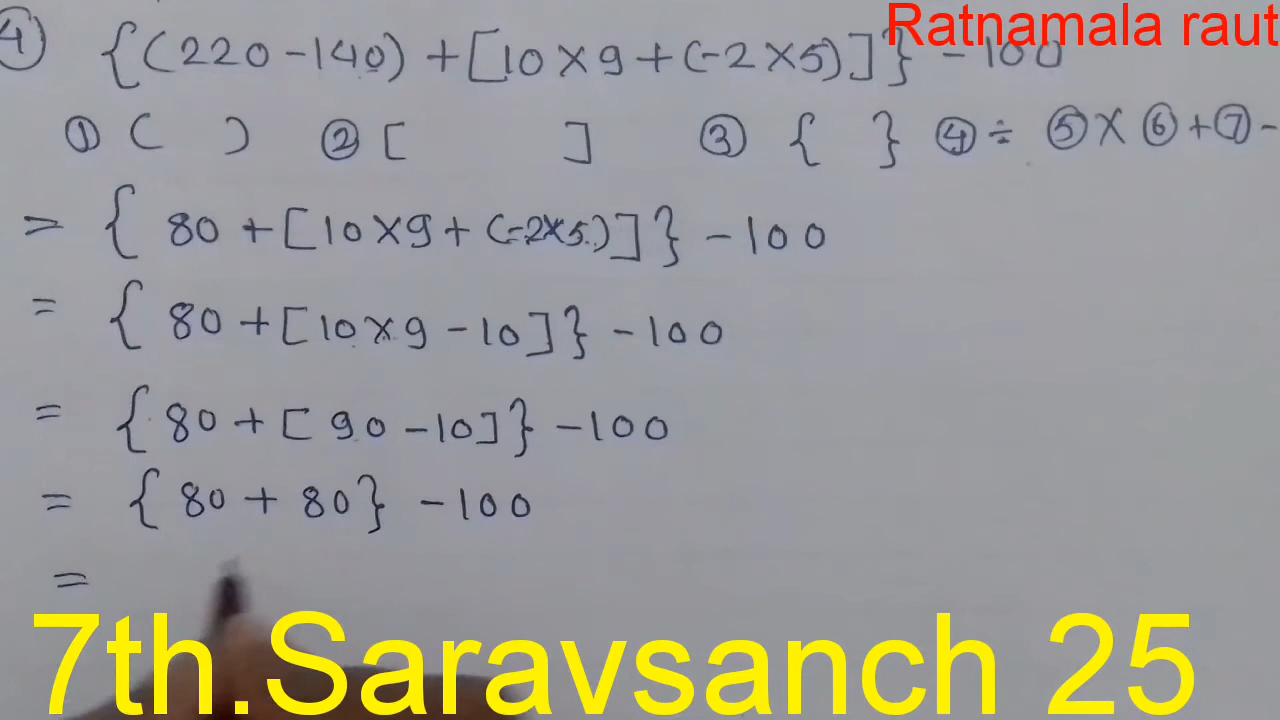 Ratnamala raut
④ {(220-140)+[10×9+(-2×5)]}-100
① ( ) ② [ ] ③ { } ④÷ ⑤× ⑥+⑦-
= {80+[10×9+(-2×5)]}-100
= {80+[10×9-10]}-100
= {80+[90-10]}-100
= {80+80}-100
=
7th.Saravsanch 25